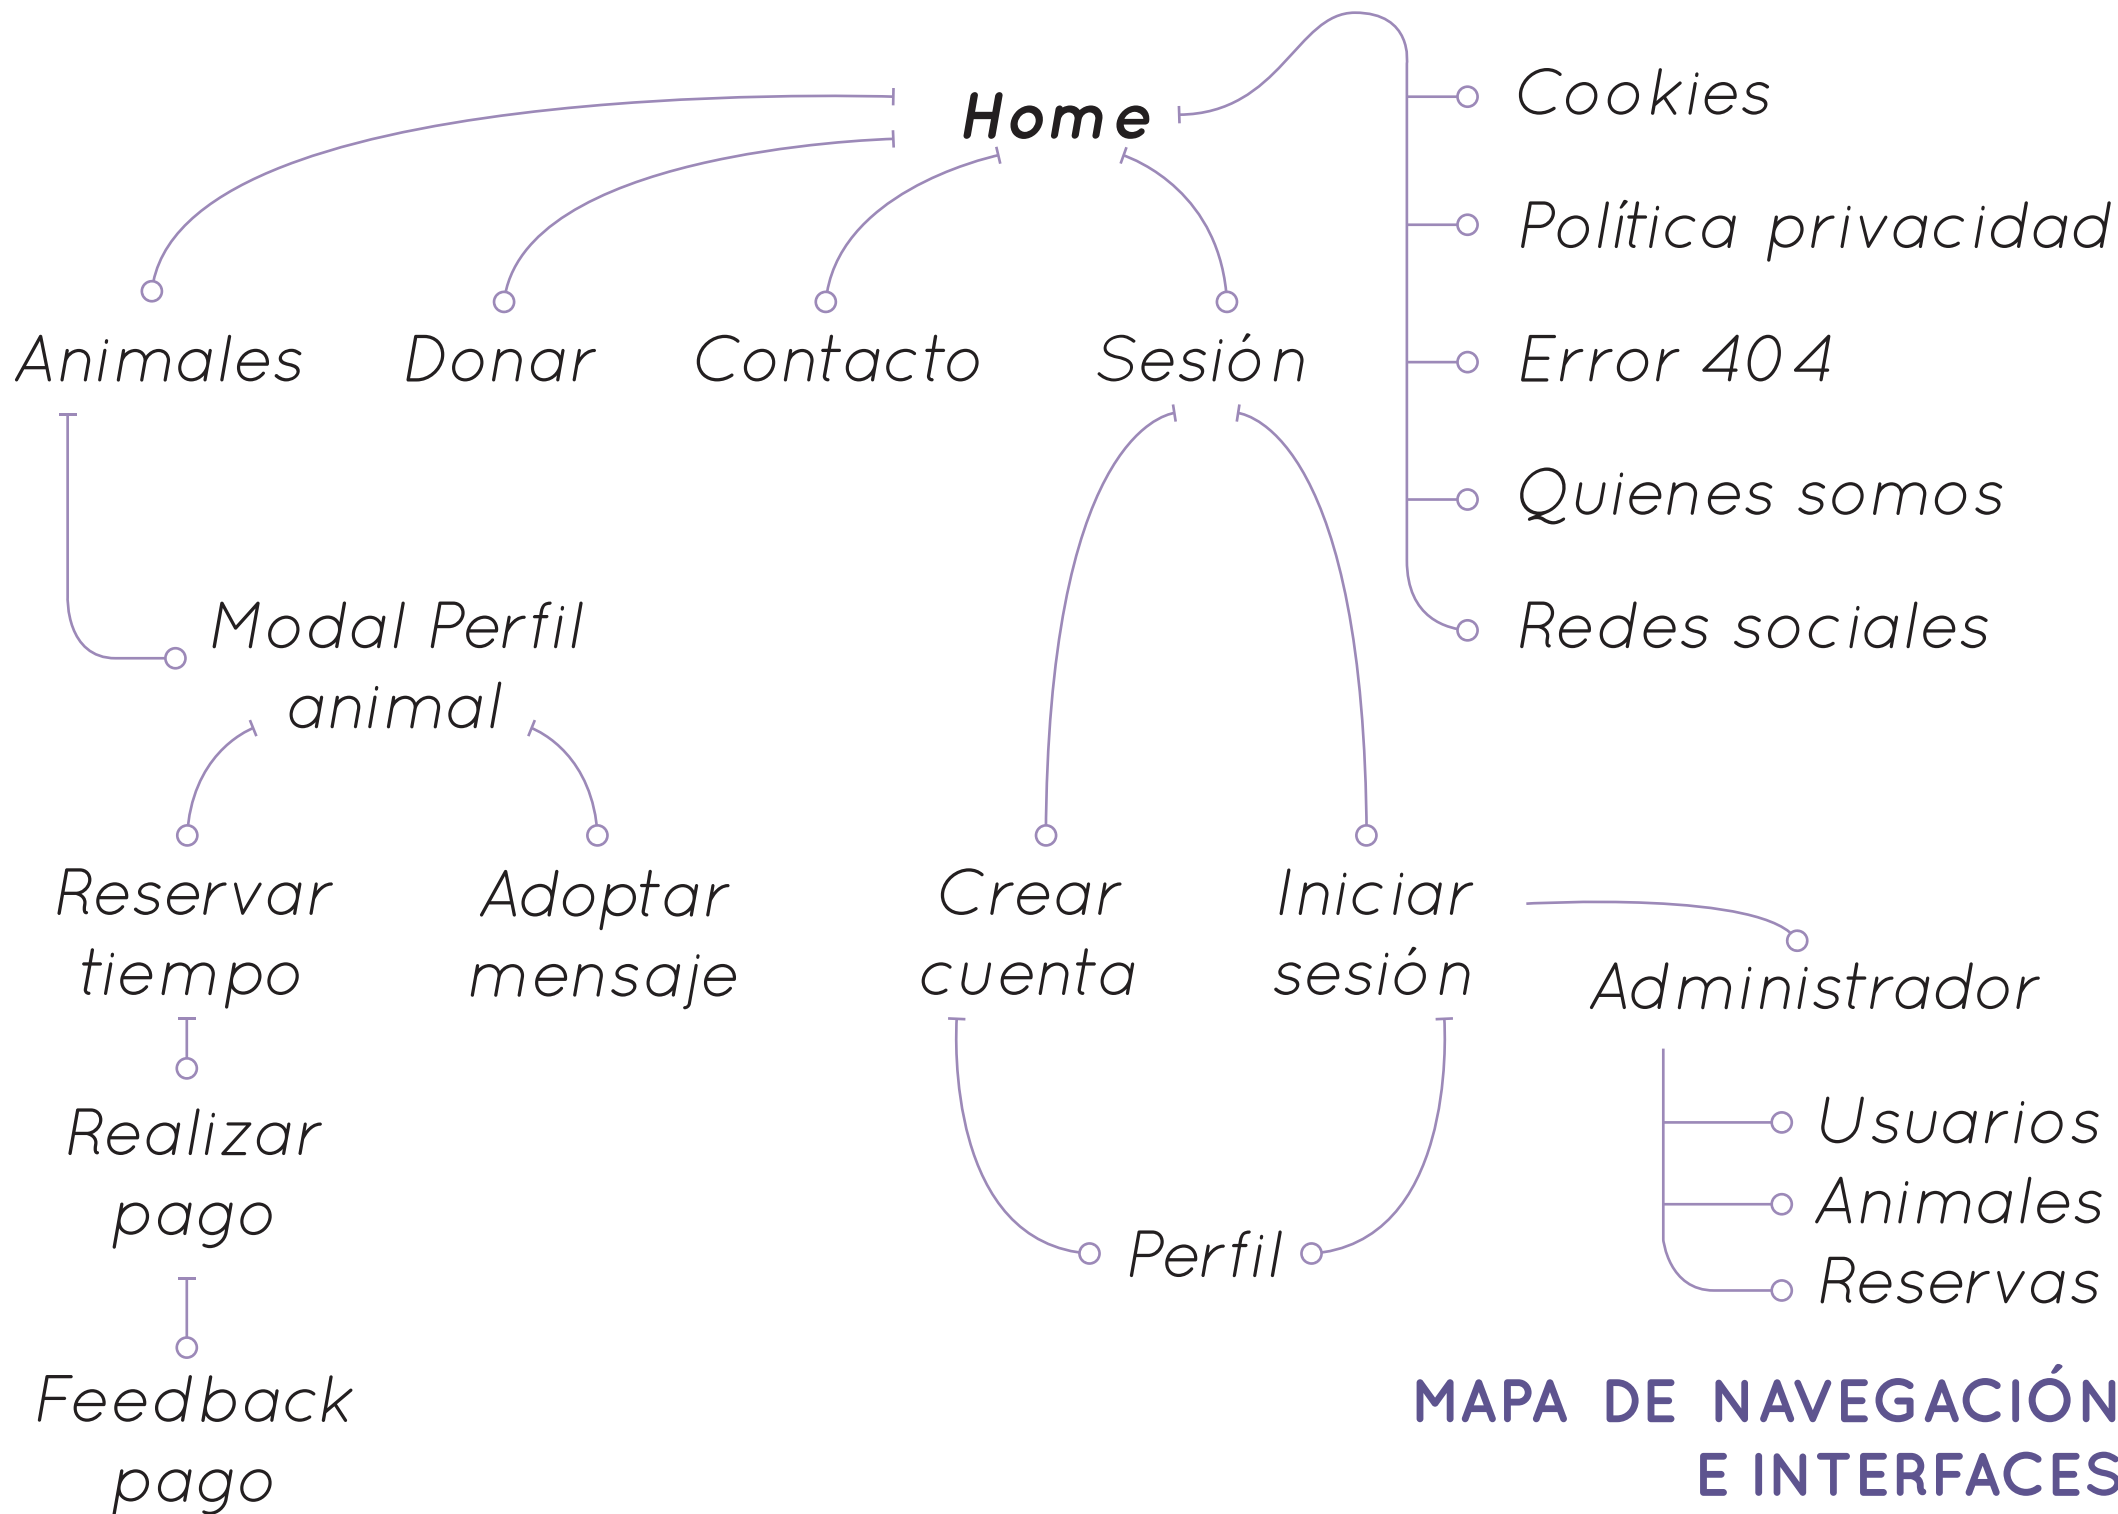 Home
Cookies
Política privacidad
Error 404
Quienes somos
Redes sociales
Animales
Donar
Contacto
Sesión
Modal Perfil
animal
Reservar
tiempo
Adoptar
mensaje
Realizar
pago
Feedback
pago
Crear
cuenta
Iniciar
sesión
Perfil
Administrador
Usuarios
Animales
Reservas
MAPA DE NAVEGACIÓN
E INTERFACES